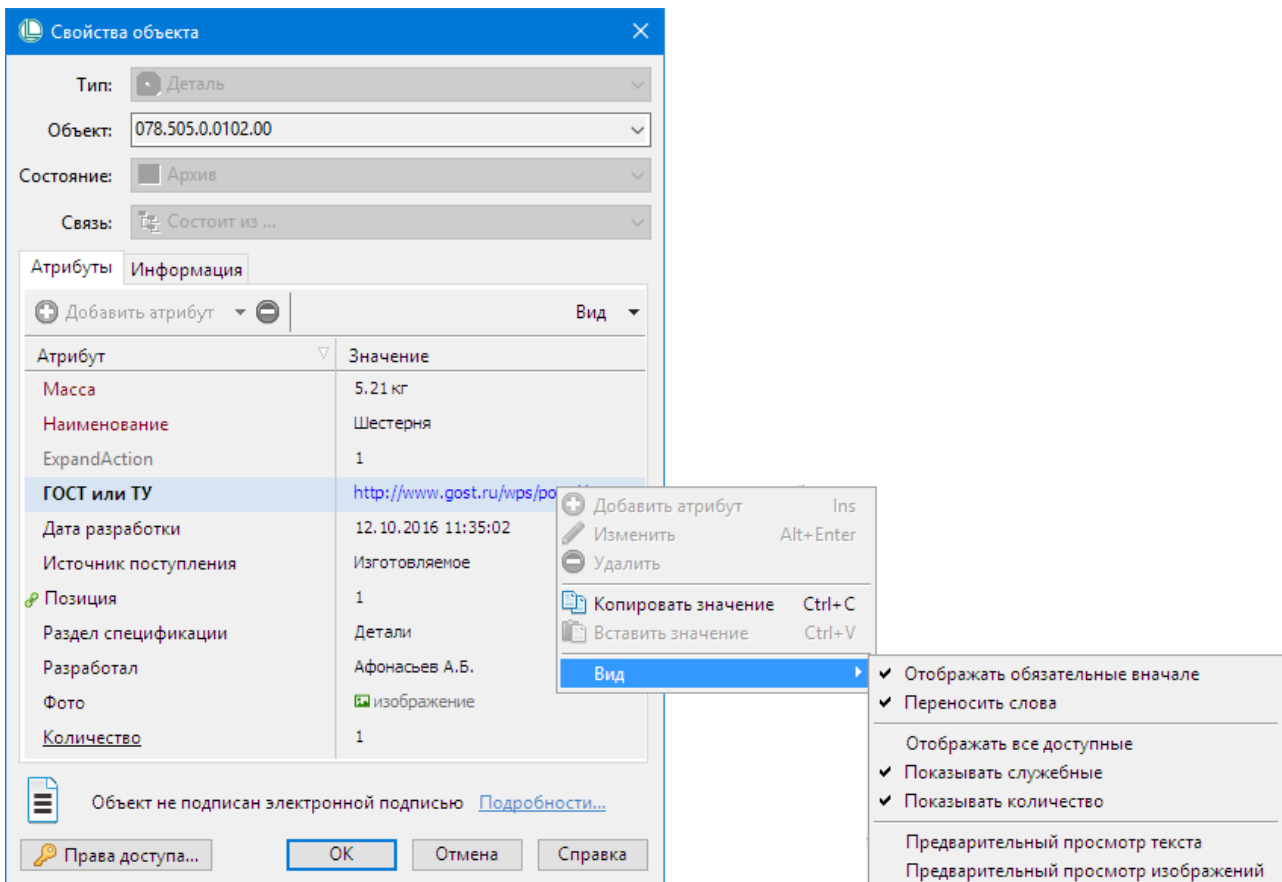 Свойства объекта
Тип: Деталь
Объект: 078.505.0.0102.00
Состояние: Архив
Связь: Состоит из ...
Атрибуты Информация
Добавить атрибут Вид
Атрибут Значение
Масса 5.21 кг
Наименование Шестерня
ExpandAction 1
ГОСТ или ТУ http://www.gost.ru/wps/po
Дата разработки 12.10.2016 11:35:02
Источник поступления Изготовляемое
Позиция 1
Раздел спецификации Детали
Разработал Афонасьев А.Б.
Фото изображение
Количество 1
Объект не подписан электронной подписью Подробности...
Права доступа... ОК Отмена Справка
Добавить атрибут Ins
Изменить Alt+Enter
Удалить
Копировать значение Ctrl+C
Вставить значение Ctrl+V
Вид
Отображать обязательные вначале
Переносить слова
Отображать все доступные
Показывать служебные
Показывать количество
Предварительный просмотр текста
Предварительный просмотр изображений